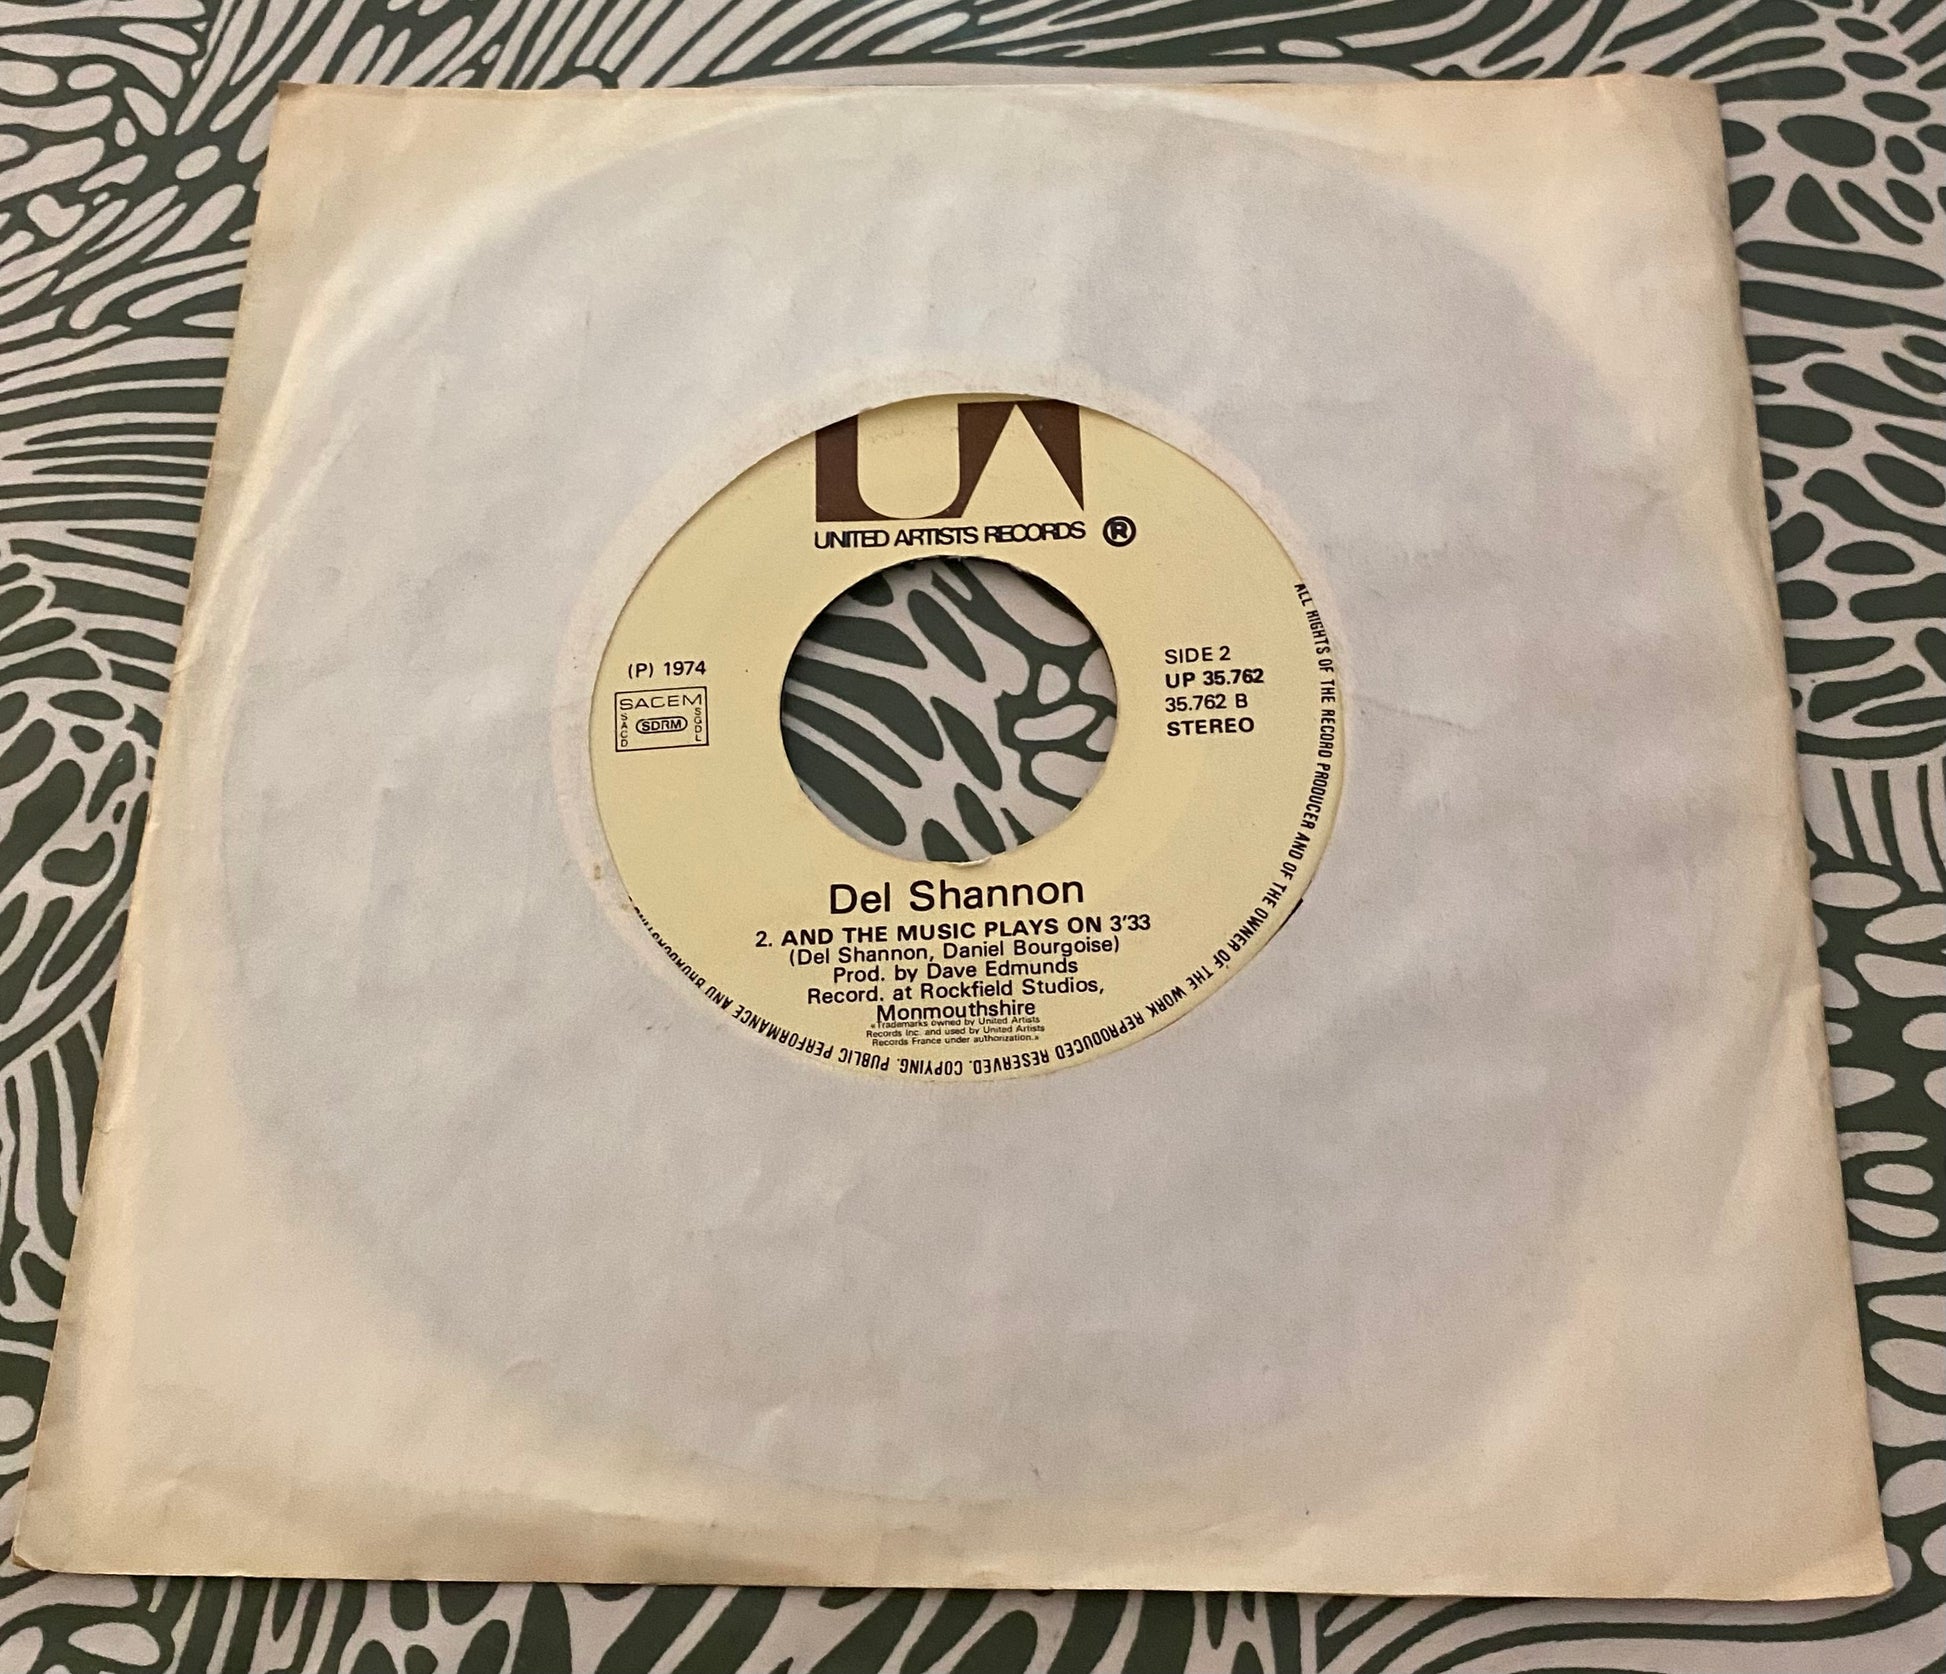 UA
UNITED ARTISTS RECORDS ®
(P) 1974
SACEM
SACD
SDRM
SGDL
SIDE 2
UP 35.762
35.762 B
STEREO
Del Shannon
2. AND THE MUSIC PLAYS ON 3'33
(Del Shannon, Daniel Bourgoise)
Prod. by Dave Edmunds
Record. at Rockfield Studios,
Monmouthshire
«Trademarks owned by United Artists
Records Inc. and used by United Artists
Records France under authorization.»
ALL RIGHTS OF THE RECORD PRODUCER AND OF THE OWNER OF THE WORK REPRODUCED RESERVED. COPYING. PUBLIC PERFORMANCE AND